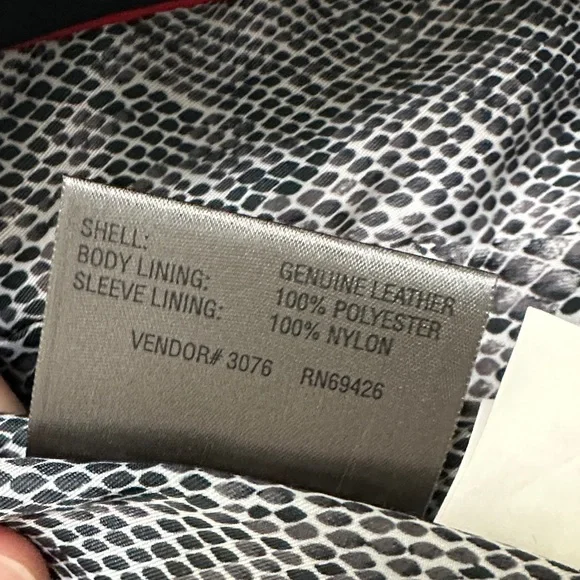 SHELL: GENUINE LEATHER
BODY LINING: 100% POLYESTER
SLEEVE LINING: 100% NYLON
VENDOR# 3076 RN69426